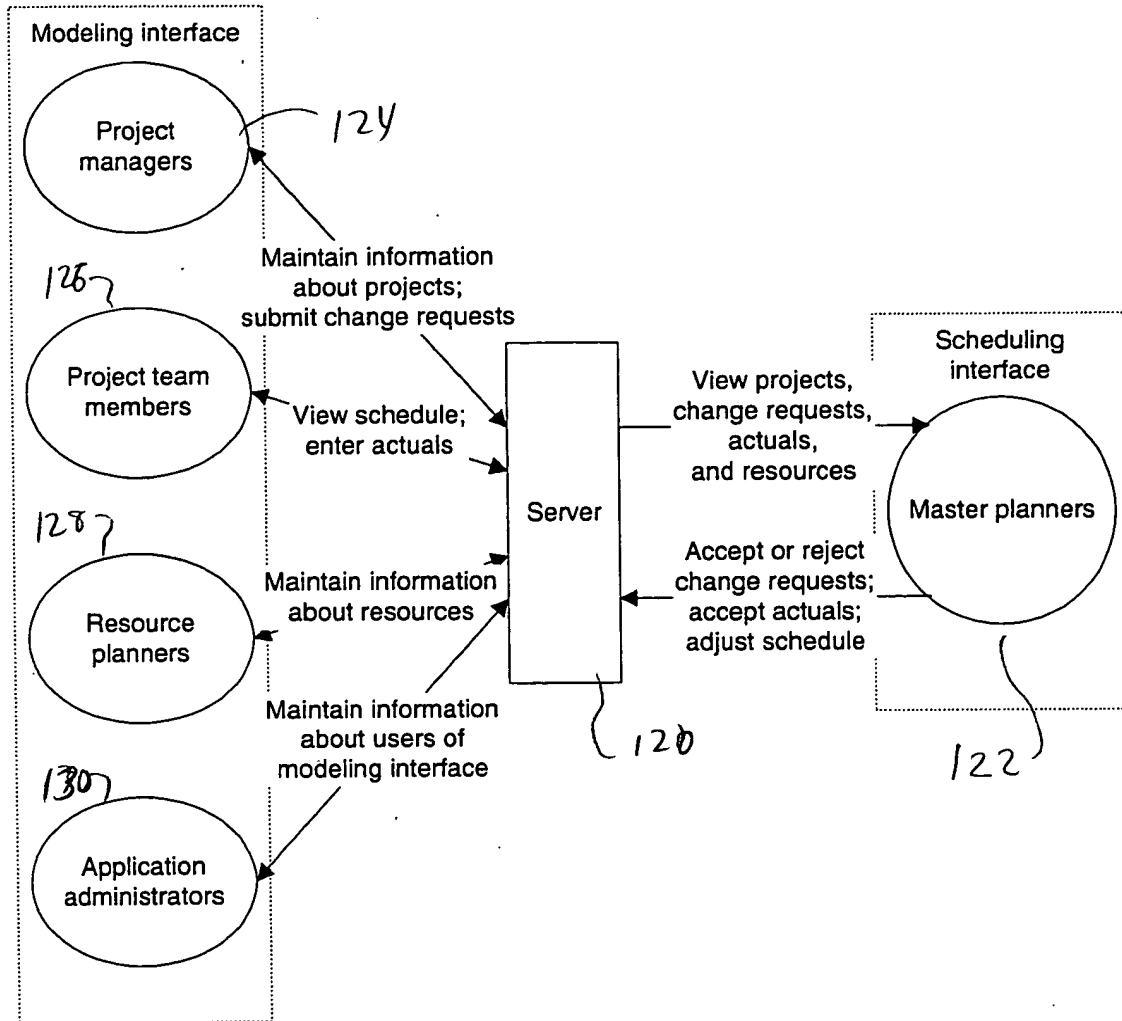 Modeling interface
Project
managers
124
Maintain information
about projects;
submit change requests
126
Project team
members
View schedule;
enter actuals
128
Resource
planners
Maintain information
about resources
130
Application
administrators
Maintain information
about users of
modeling interface
Server
120
View projects,
change requests,
actuals,
and resources
Accept or reject
change requests;
accept actuals;
adjust schedule
Scheduling
interface
Master planners
122